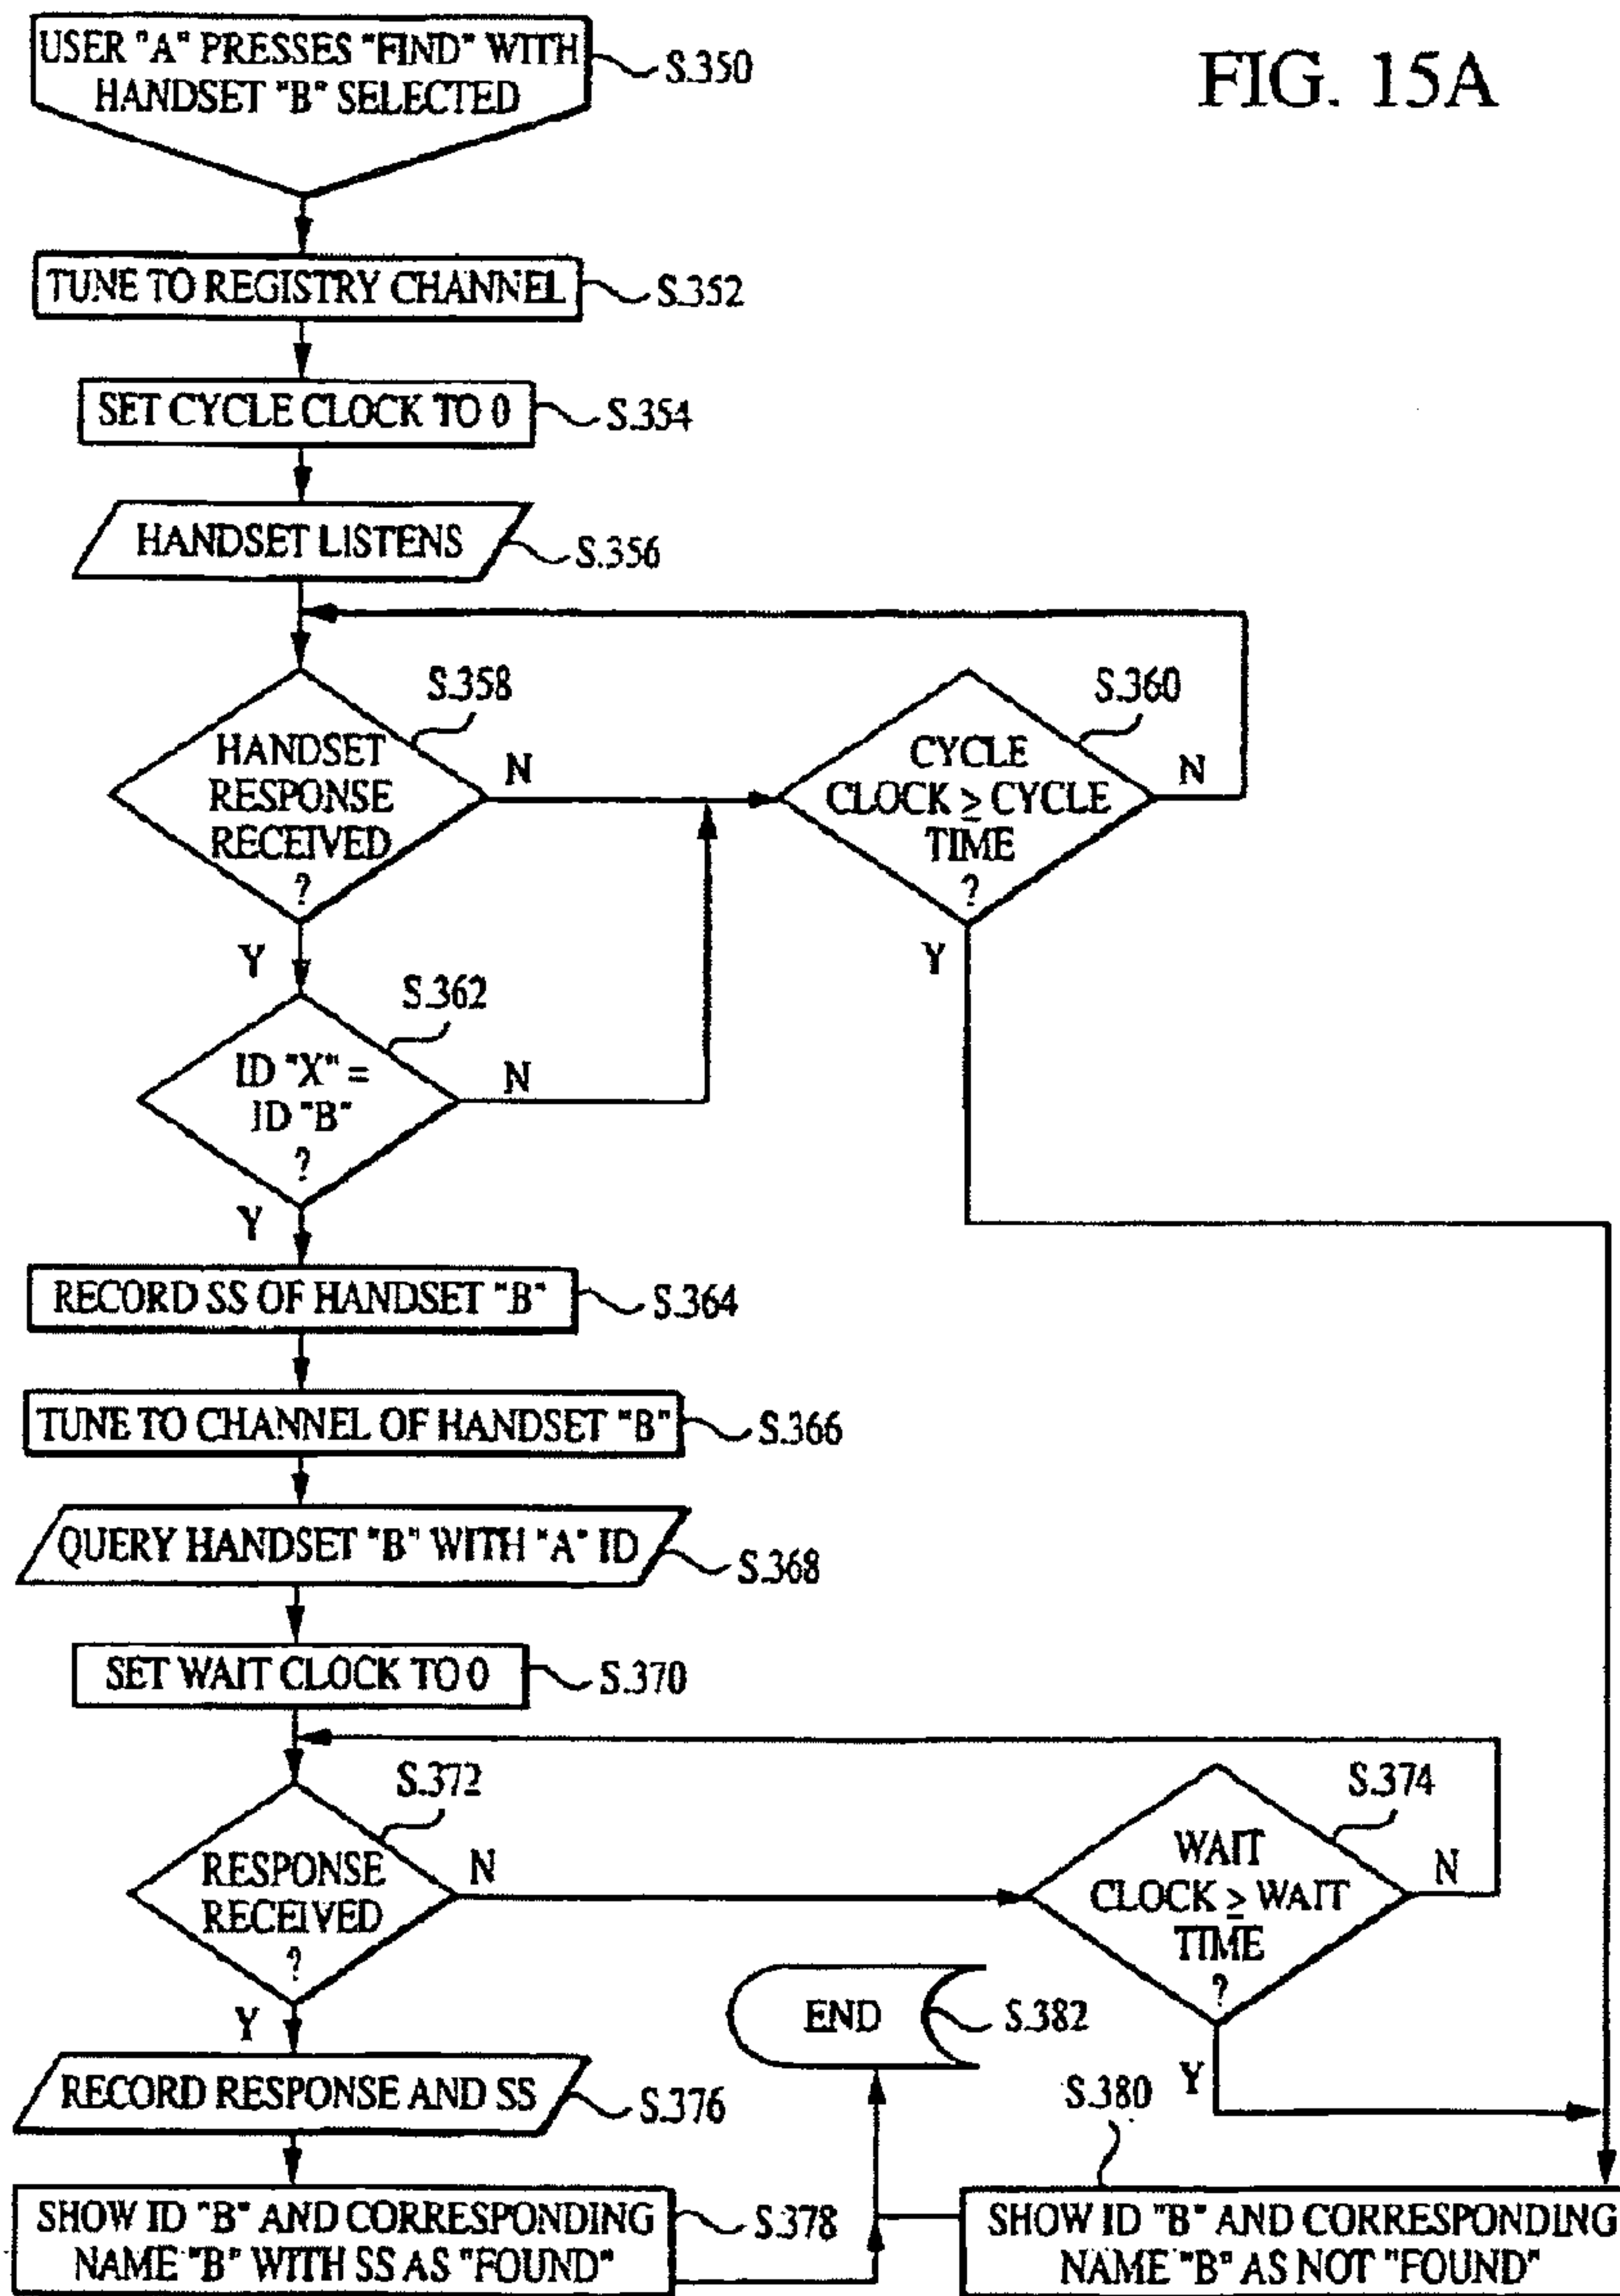 FIG. 15A
USER "A" PRESSES "FIND" WITH
HANDSET "B" SELECTED
S.350
TUNE TO REGISTRY CHANNEL
S.352
SET CYCLE CLOCK TO 0
S.354
HANDSET LISTENS
S.356
S.358
HANDSET
RESPONSE
RECEIVED
?
N
Y
S.360
CYCLE
CLOCK ≥ CYCLE
TIME
?
N
Y
S.362
ID "X" =
ID "B"
?
N
Y
RECORD SS OF HANDSET "B"
S.364
TUNE TO CHANNEL OF HANDSET "B"
S.366
QUERY HANDSET "B" WITH "A" ID
S.368
SET WAIT CLOCK TO 0
S.370
S.372
RESPONSE
RECEIVED
?
N
Y
S.374
WAIT
CLOCK ≥ WAIT
TIME
?
N
Y
END
S.382
RECORD RESPONSE AND SS
S.376
S.380
SHOW ID "B" AND CORRESPONDING
NAME "B" WITH SS AS "FOUND"
S.378
SHOW ID "B" AND CORRESPONDING
NAME "B" AS NOT "FOUND"